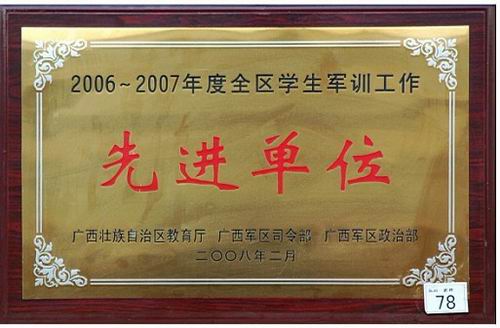 2006~2007年度全区学生军训工作
先进单位
广西壮族自治区教育厅 广西军区司令部 广西军区政治部
二〇〇八年二月
78